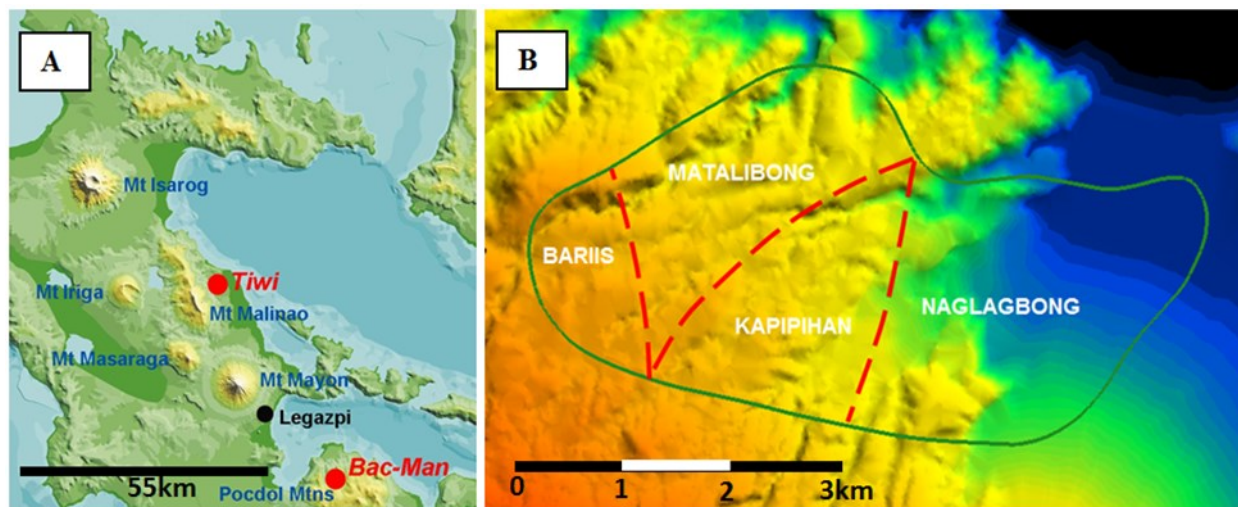 A
Mt Isarog
Tiwi
Mt Iriga
Mt Malinao
Mt Masaraga
Mt Mayon
Legazpi
Bac-Man
55km
Pocdol Mtns
B
MATALIBONG
BARIIS
KAPIPIHAN
NAGLAGBONG
0 1 2 3km